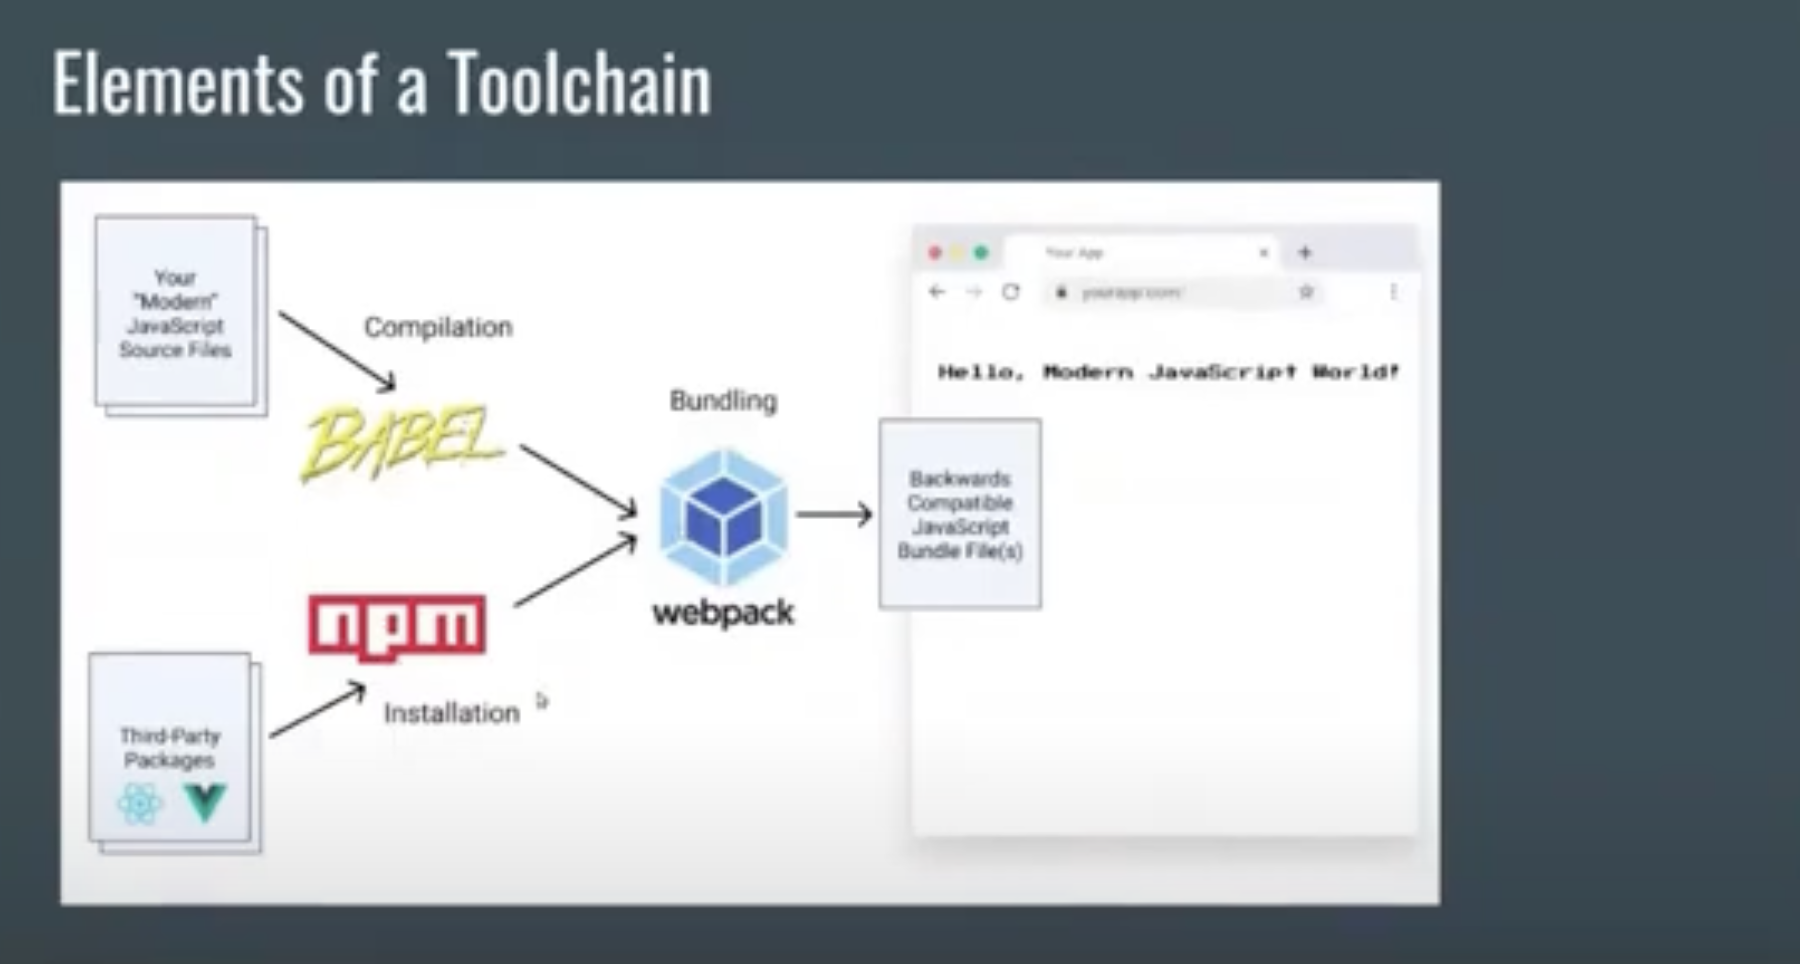 Elements of a Toolchain
Your
"Modern"
JavaScript
Source Files
Compilation
BABEL
Bundling
webpack
npm
Installation
Third-Party
Packages
Your App
yourapp.com
Hello, Modern JavaScript World!
Backwards
Compatible
JavaScript
Bundle File(s)